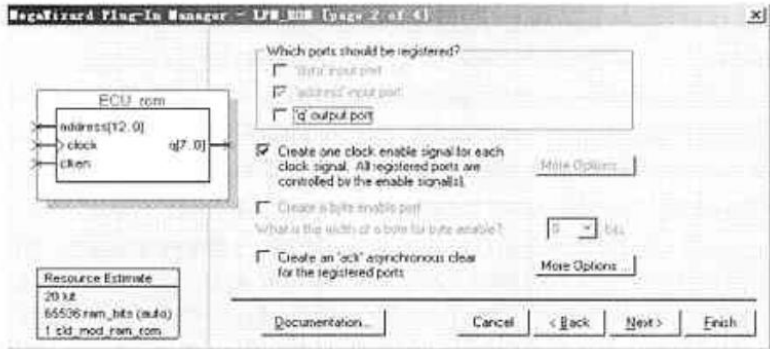 MegaWizard Plug-In Manager - LPM_ROM [page 2 of 4]
Which ports should be registered?
'data' input port
'address' input port
'q' output port
ECU_rom
address[12..0]
clock
q[7..0]
clken
Create one clock enable signal for each
clock signal. All registered ports are
controlled by the enable signal(s).
More Options ...
Create a byte enable port
What is the width of a byte for byte enables?
bits
Create an 'aclr' asynchronous clear
for the registered ports
More Options ...
Resource Estimate
20 lut
65536 ram_bits (auto)
1 sld_mod_ram_rom
Documentation...
Cancel
< Back
Next >
Finish